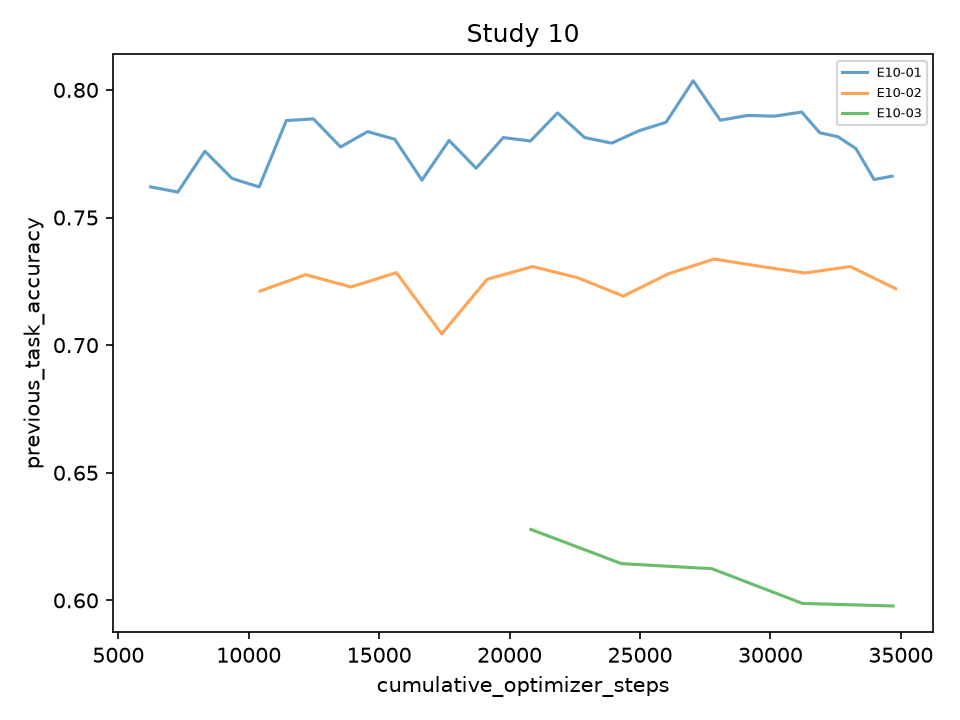 Study 10
E10-01
E10-02
E10-03
previous_task_accuracy
0.80
0.75
0.70
0.65
0.60
5000 10000 15000 20000 25000 30000 35000
cumulative_optimizer_steps